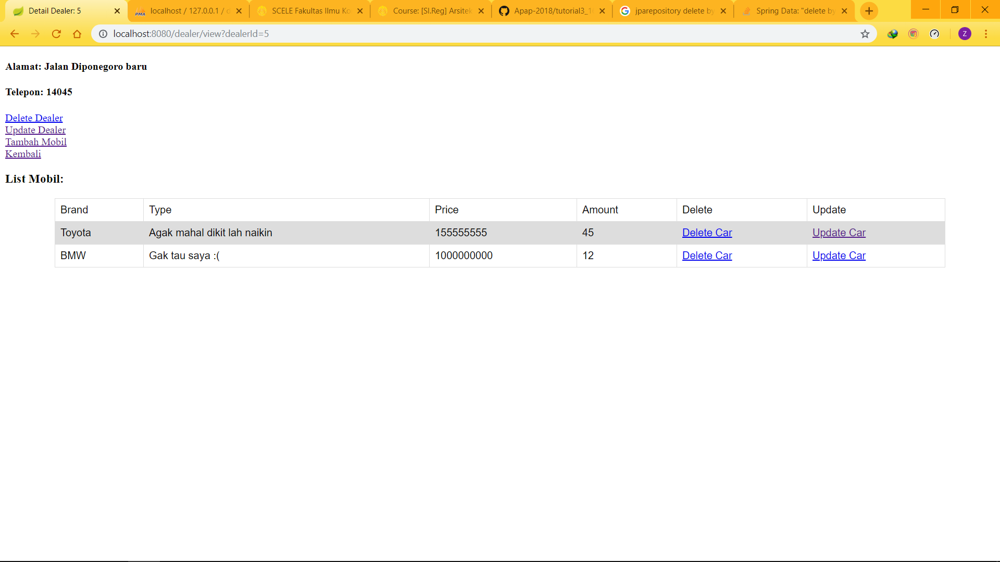 Detail Dealer: 5
localhost / 127.0.0.1 / d
SCELE Fakultas Ilmu Ko
Course: [SI.Reg] Arsitek
Apap-2018/tutorial3_1
jparepository delete by
Spring Data: "delete by
localhost:8080/dealer/view?dealerId=5
Z
Alamat: Jalan Diponegoro baru
Telepon: 14045
Delete Dealer
Update Dealer
Tambah Mobil
Kembali
List Mobil:
Brand Type Price Amount Delete Update
Toyota Agak mahal dikit lah naikin 155555555 45 Delete Car Update Car
BMW Gak tau saya :( 1000000000 12 Delete Car Update Car